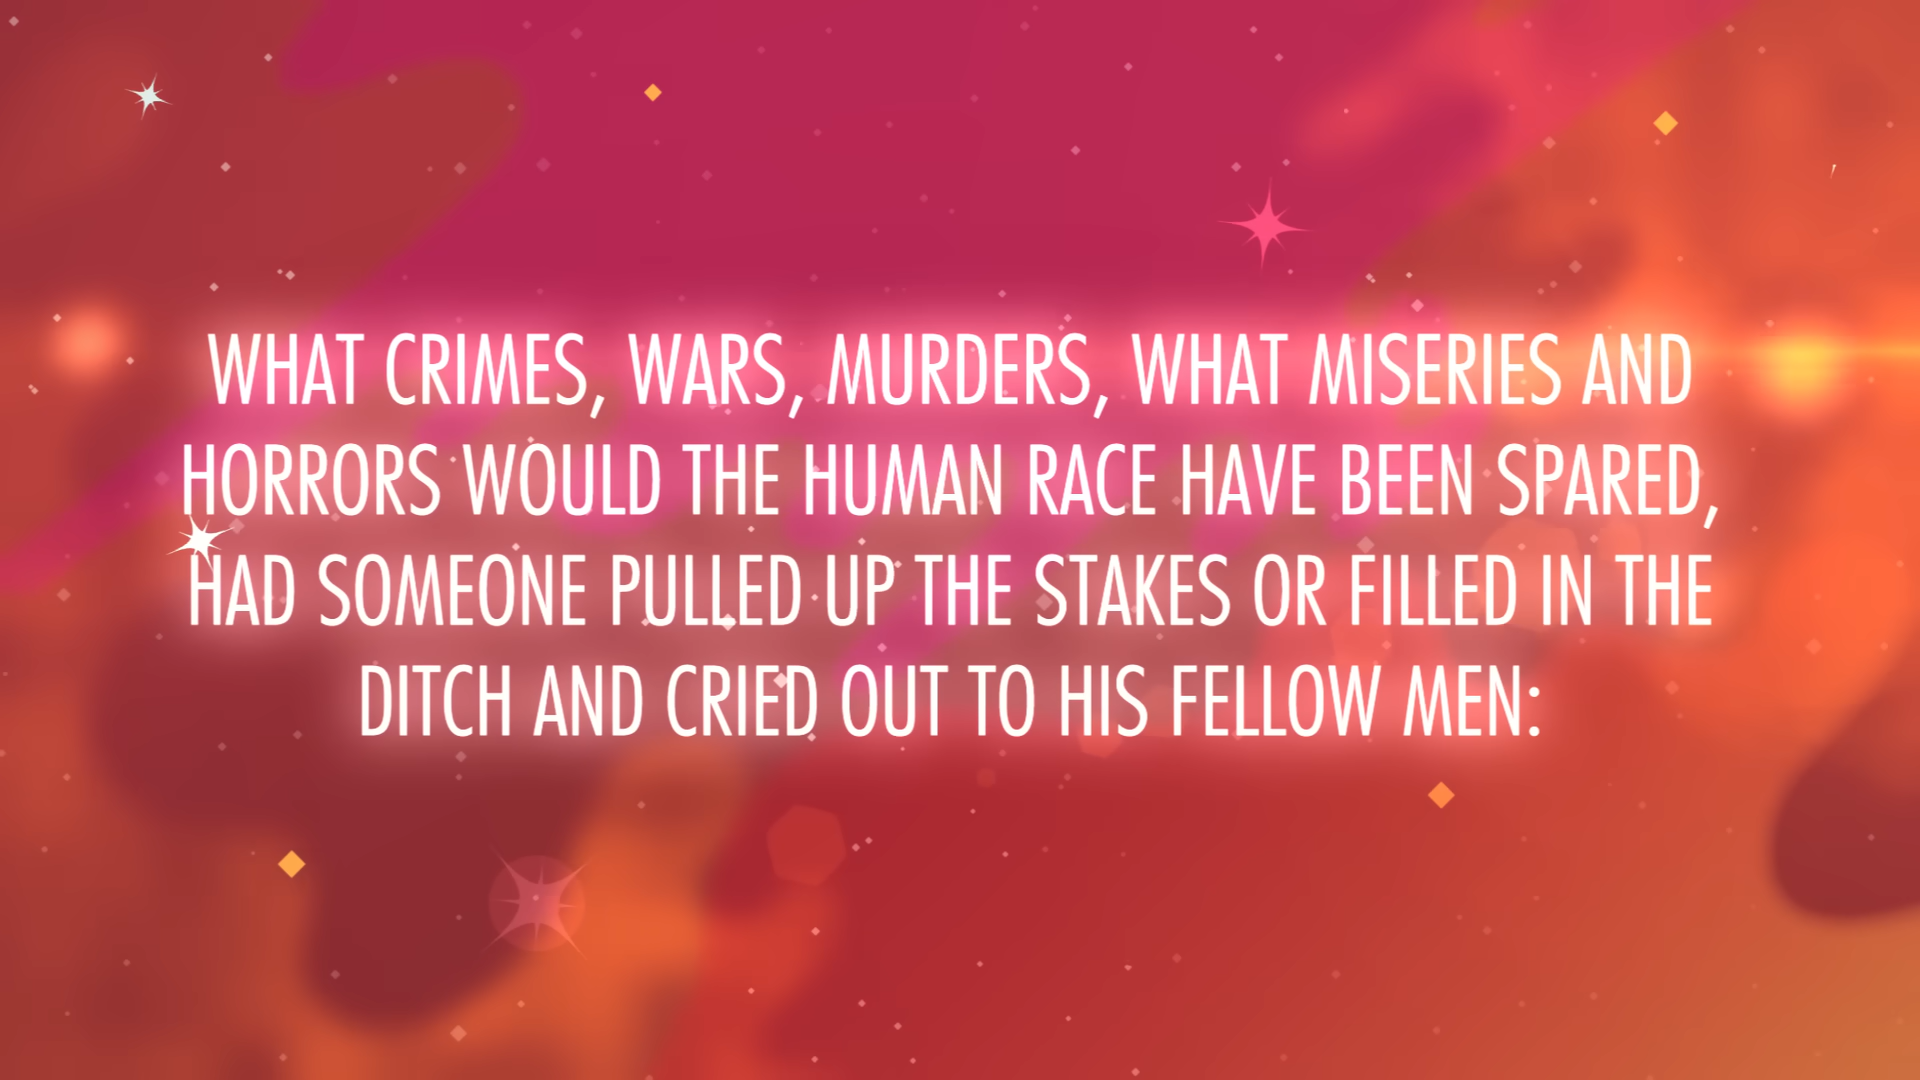 WHAT CRIMES, WARS, MURDERS, WHAT MISERIES AND
HORRORS WOULD THE HUMAN RACE HAVE BEEN SPARED,
HAD SOMEONE PULLED UP THE STAKES OR FILLED IN THE
DITCH AND CRIED OUT TO HIS FELLOW MEN: